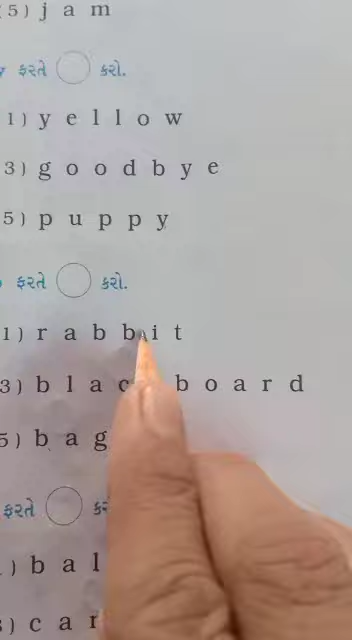 5) j a m
ફરતે ◯ કરો.
1) y e l l o w
3) g o o d b y e
5) p u p p y
ફરતે ◯ કરો.
1) r a b b i t
3) b l a c b o a r d
5) b a g
ફરતે ◯
) b a l
) c a r